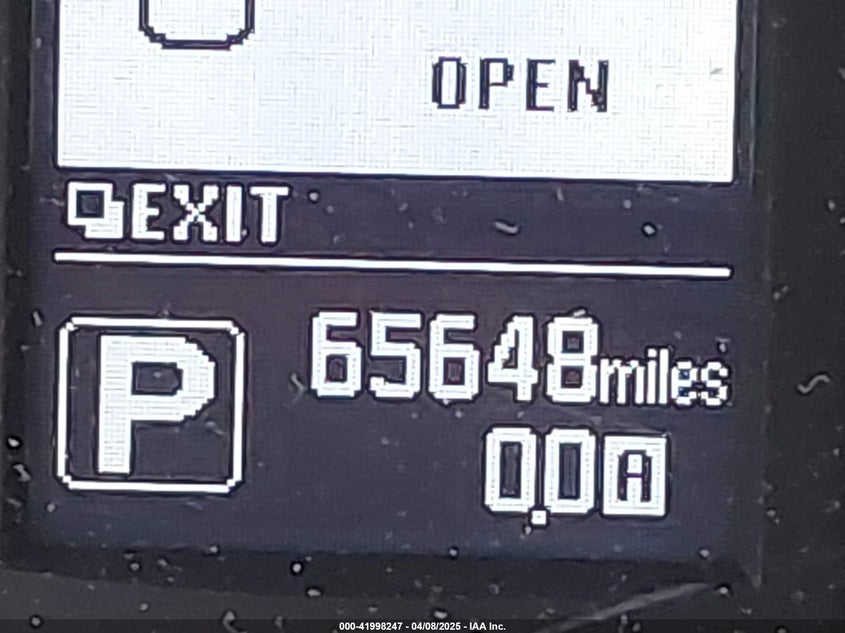 OPEN
EXIT
P
65648miles
0.0A
000-41998247 - 04/08/2025 - IAA Inc.